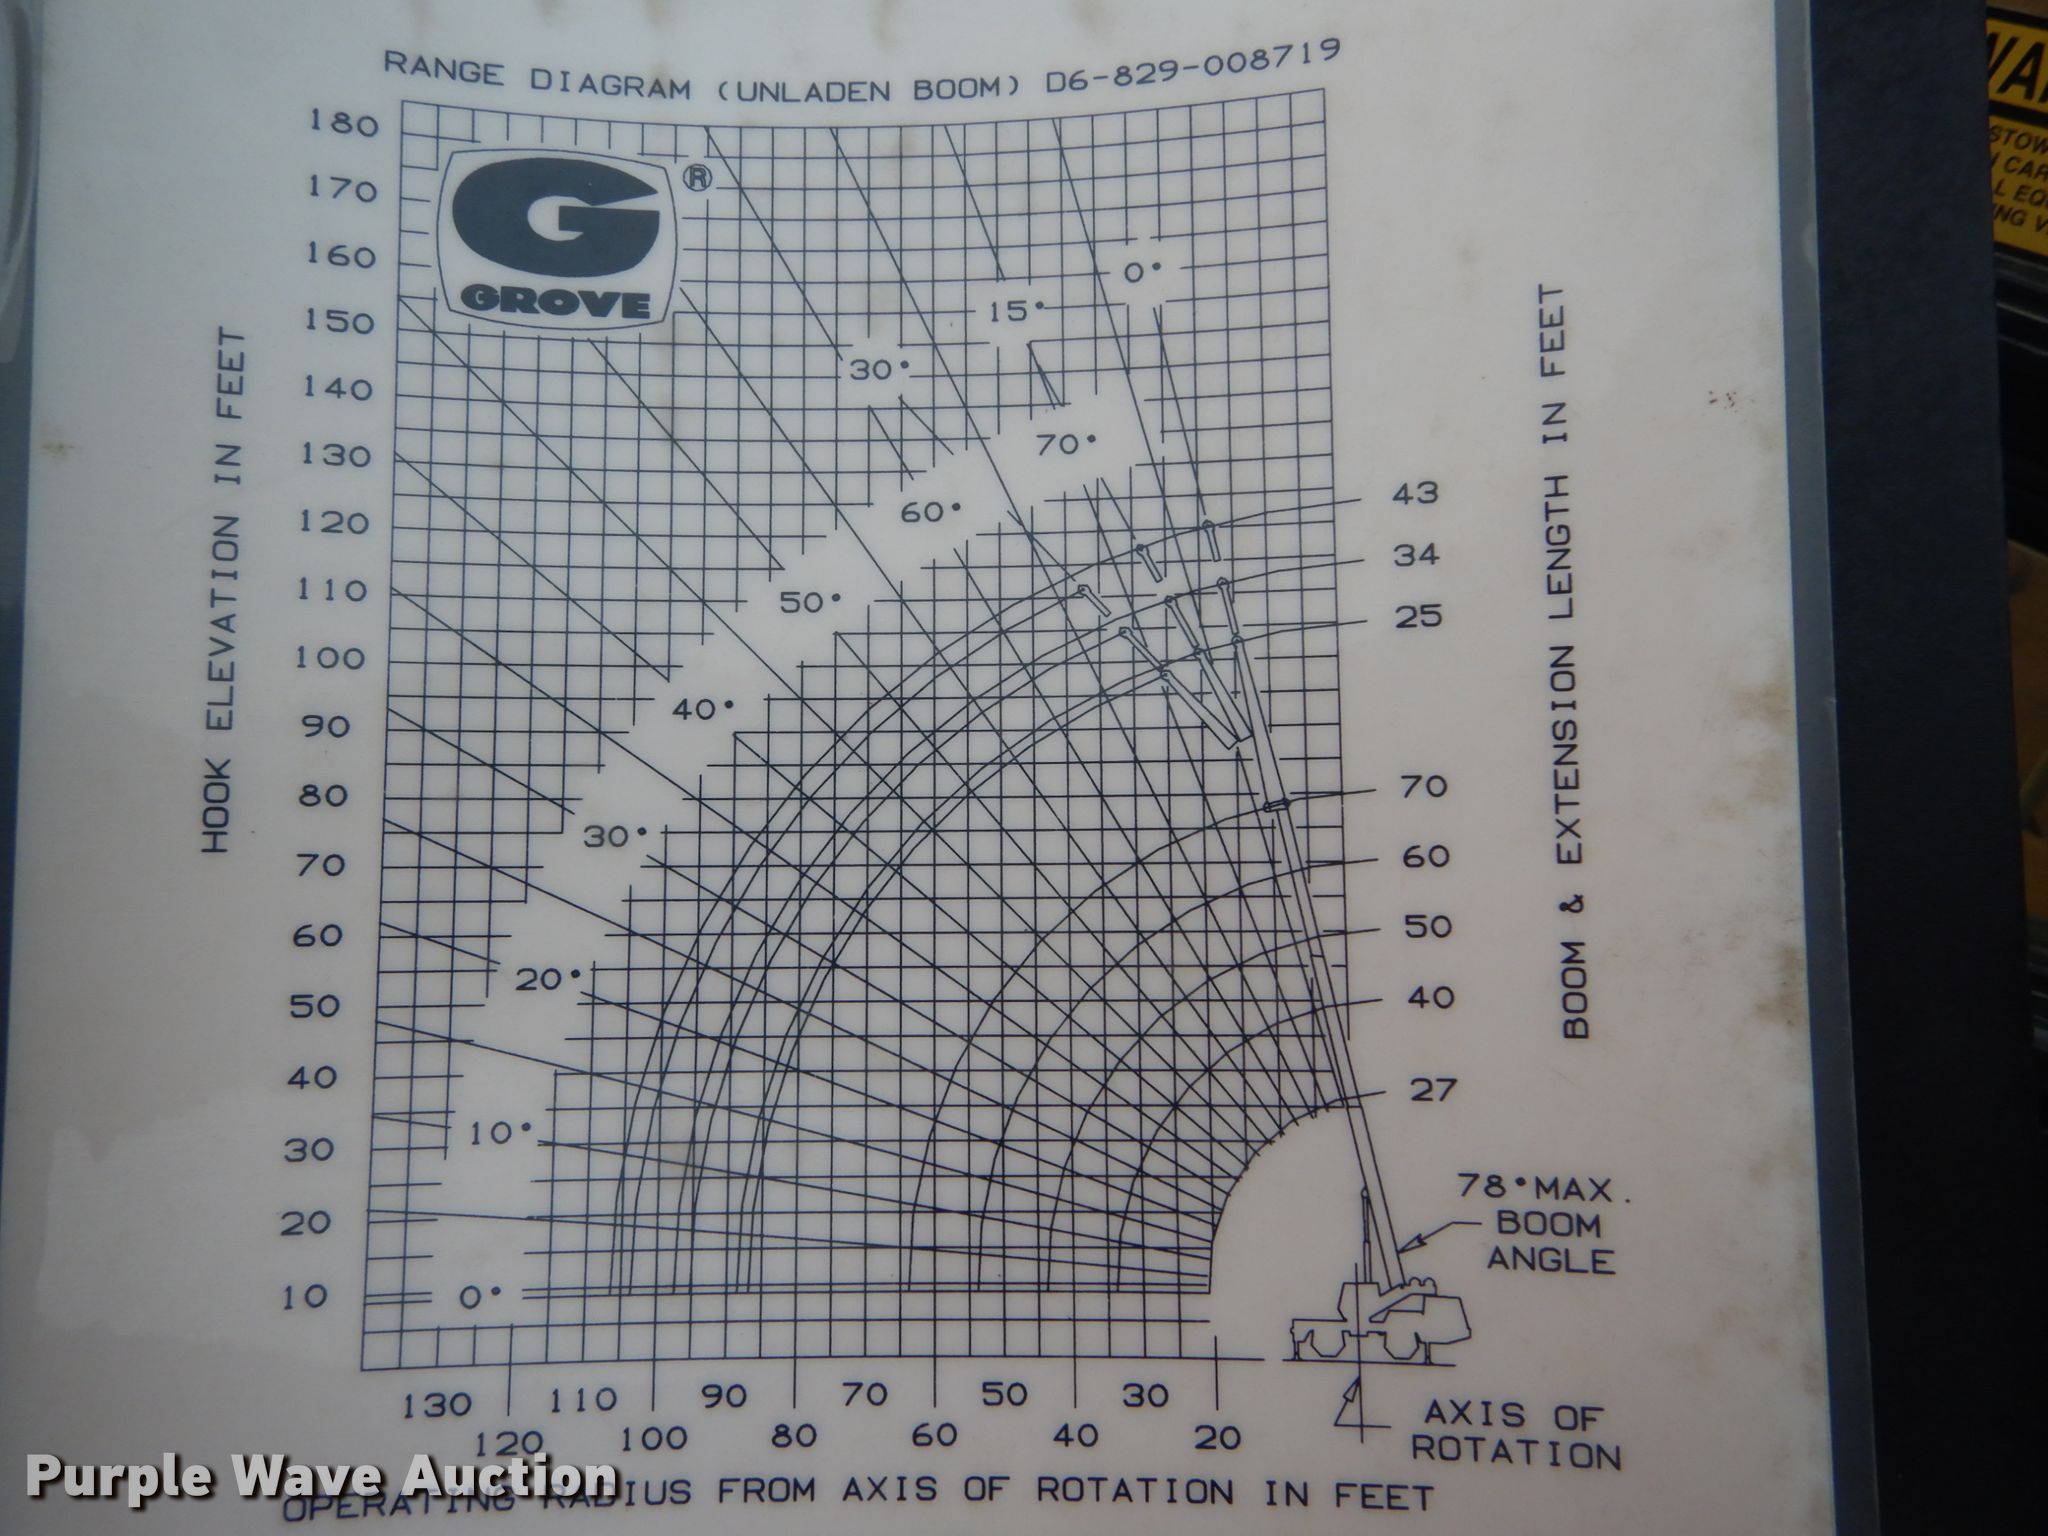 RANGE DIAGRAM (UNLADEN BOOM) D6-829-008719
180
170
160
150
140
130
120
110
100
90
80
70
60
50
40
30
20
10
HOOK ELEVATION IN FEET
G
®
GROVE
0°
15°
30°
70°
60°
50°
40°
30°
20°
10°
0°
43
34
25
70
60
50
40
27
BOOM & EXTENSION LENGTH IN FEET
78° MAX.
BOOM
ANGLE
AXIS OF
ROTATION
130 110 90 70 50 30
120 100 80 60 40 20
OPERATING RADIUS FROM AXIS OF ROTATION IN FEET
Purple Wave Auction
STOW
CAR